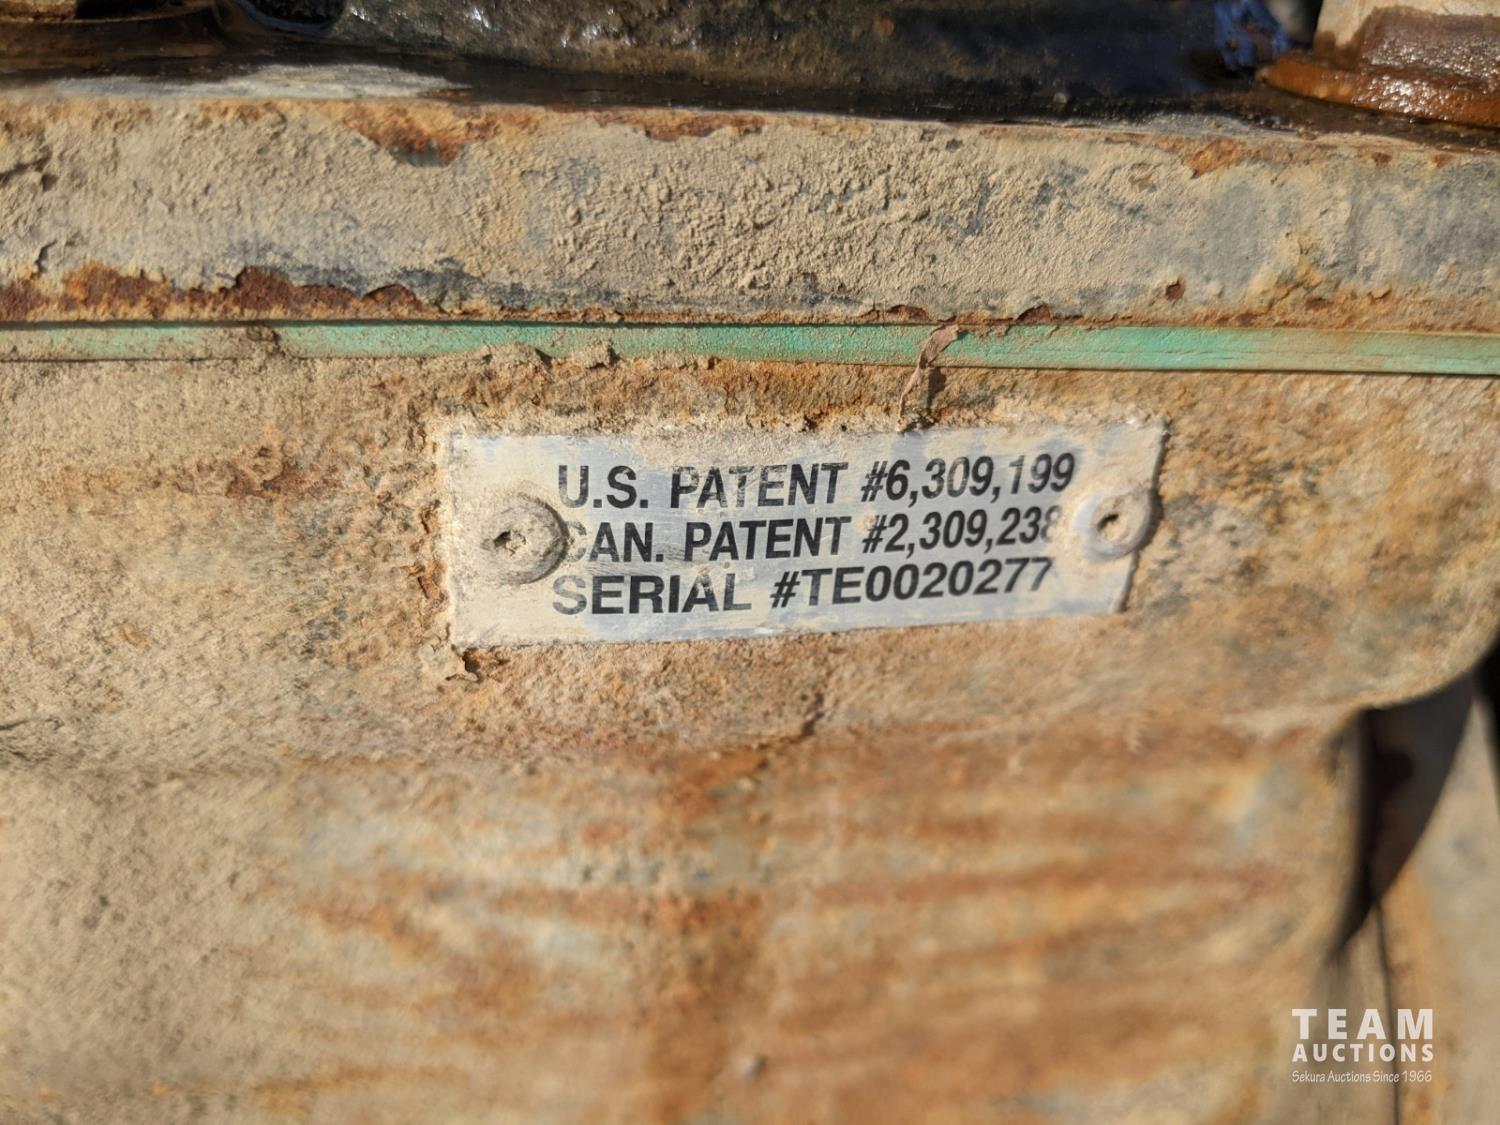 U.S. PATENT #6,309,199
CAN. PATENT #2,309,238
SERIAL #TE0020277
TEAM
AUCTIONS
Sekura Auctions Since 1966